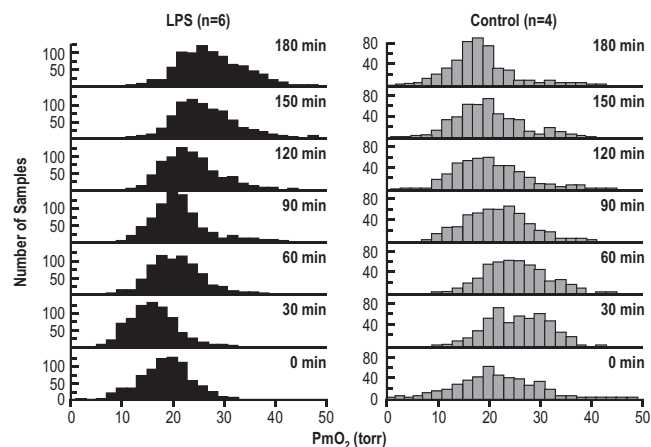 LPS (n=6)
Control (n=4)
Number of Samples
100
50
180 min
100
50
150 min
100
50
120 min
100
50
90 min
100
50
60 min
100
50
30 min
100
50
0
0 min
0 10 20 30 40 50
80
40
180 min
80
40
150 min
80
40
120 min
80
40
90 min
80
40
60 min
80
40
30 min
80
40
0
0 min
0 10 20 30 40 50
PmO₂ (torr)